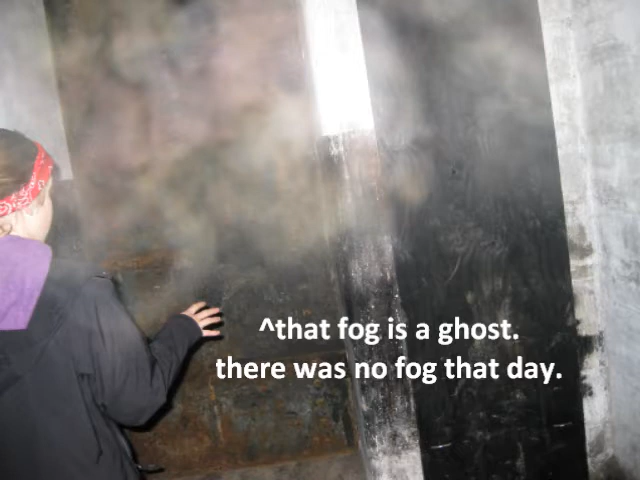 ^that fog is a ghost.
there was no fog that day.